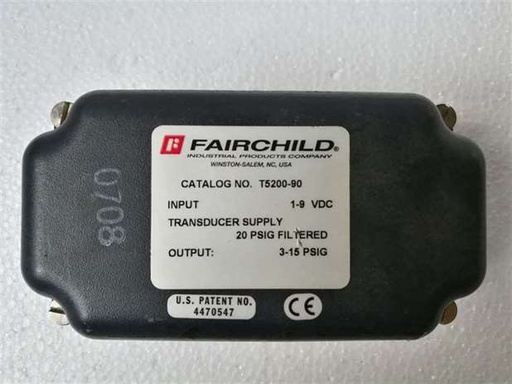 FAIRCHILD®
INDUSTRIAL PRODUCTS COMPANY
WINSTON-SALEM, NC, USA
CATALOG NO. T5200-90
INPUT 1-9 VDC
TRANSDUCER SUPPLY
20 PSIG FILTERED
OUTPUT: 3-15 PSIG
U.S. PATENT NO.
4470547
CE
0708